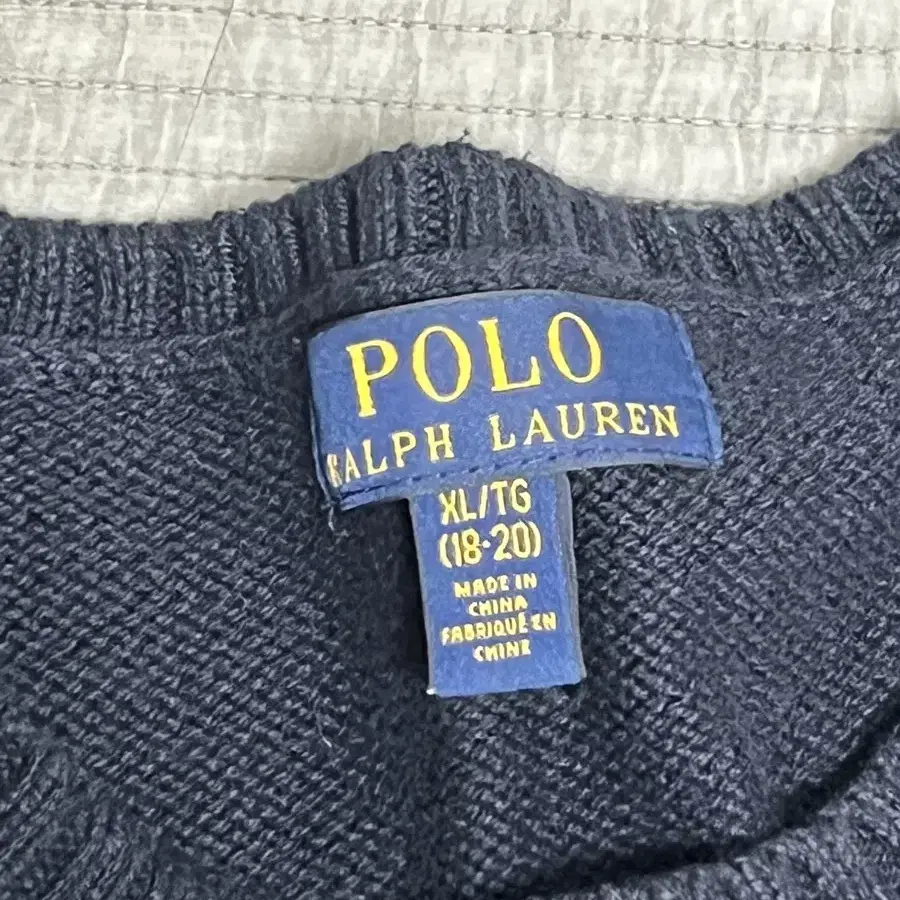 POLO
RALPH LAUREN
XL/TG
(18-20)
MADE IN
CHINA
FABRIQUÉ EN
CHINE